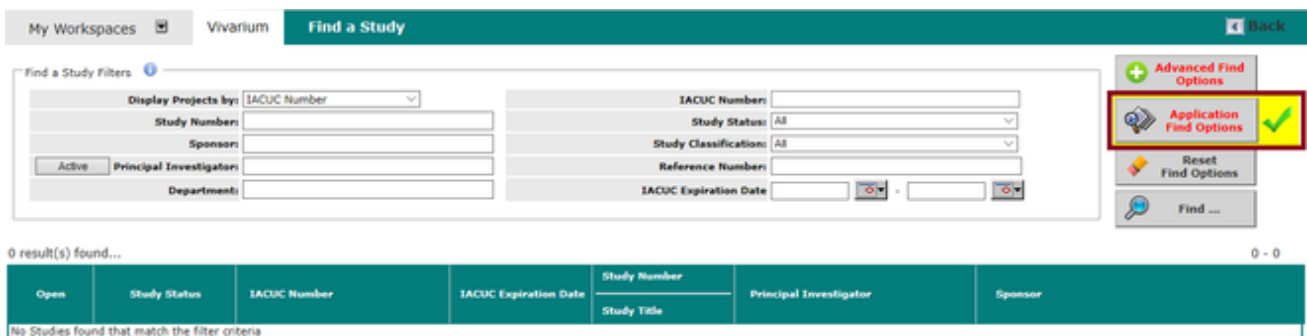 My Workspaces Vivarium Find a Study Back
Find a Study Filters
Display Projects by: IACUC Number IACUC Number:
Study Number: Study Status: All
Sponsor: Study Classification: All
Active Principal Investigator: Reference Number:
Department: IACUC Expiration Date -
Advanced Find
Options
Application
Find Options
Reset
Find Options
Find ...
0 result(s) found... 0 - 0
Open Study Status IACUC Number IACUC Expiration Date Study Number Principal Investigator Sponsor
Study Title
No Studies found that match the filter criteria